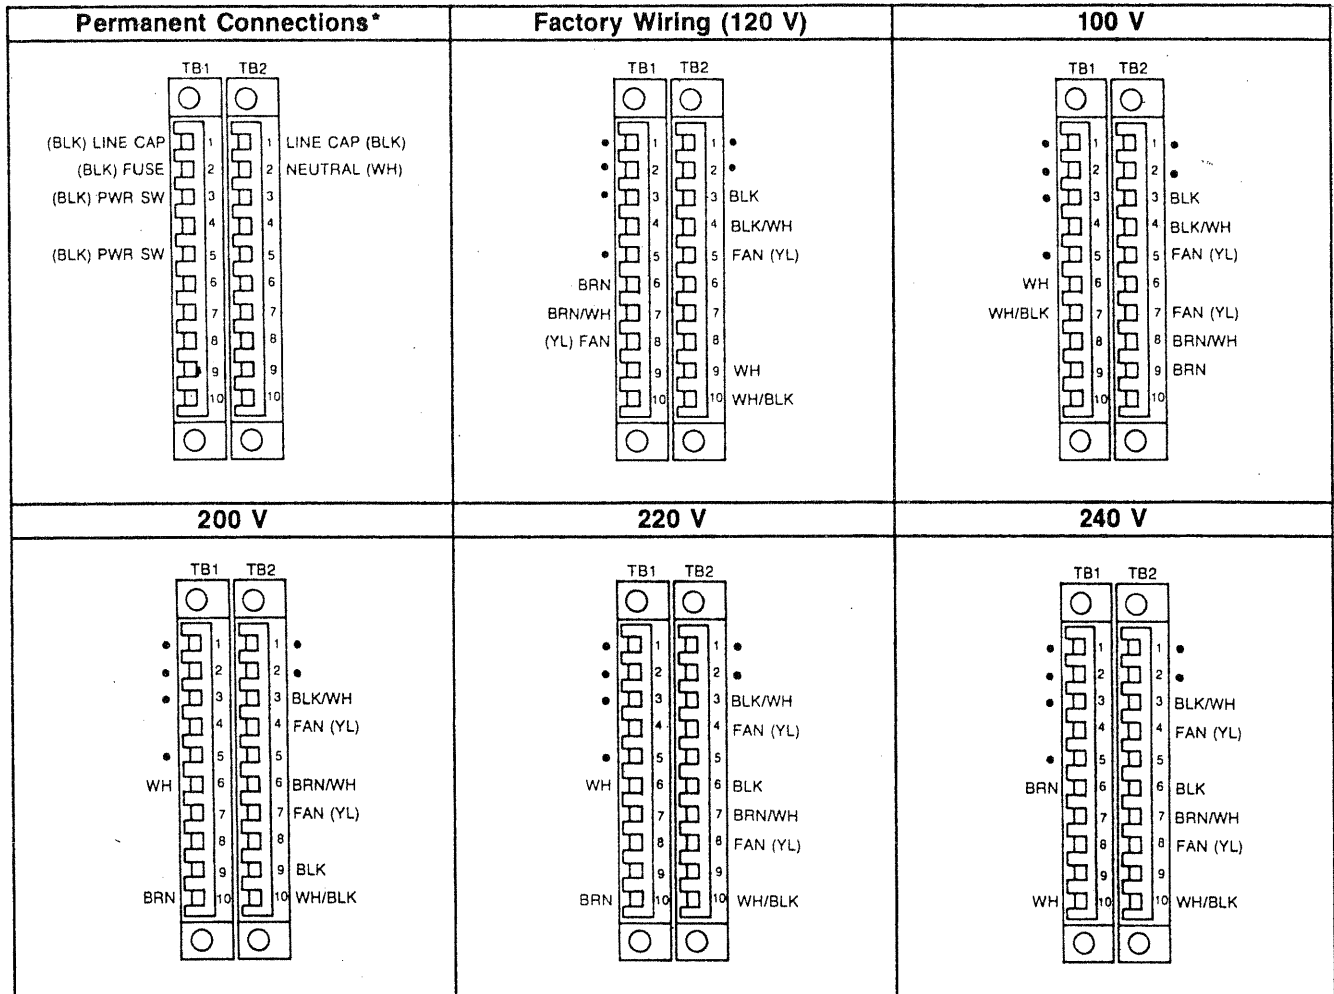 Permanent Connections*
TB1 TB2
(BLK) LINE CAP 1 1 LINE CAP (BLK)
(BLK) FUSE 2 2 NEUTRAL (WH)
(BLK) PWR SW 3 3
4 4
(BLK) PWR SW 5 5
6 6
7 7
8 8
9 9
10 10
Factory Wiring (120 V)
TB1 TB2
• 1 1 •
• 2 2 •
• 3 3 BLK
4 4 BLK/WH
• 5 5 FAN (YL)
BRN 6 6
BRN/WH 7 7
(YL) FAN 8 8
9 9 WH
10 10 WH/BLK
100 V
TB1 TB2
• 1 1 •
• 2 2 •
• 3 3 BLK
4 4 BLK/WH
• 5 5 FAN (YL)
WH 6 6
WH/BLK 7 7 FAN (YL)
8 8 BRN/WH
9 9 BRN
10 10
200 V
TB1 TB2
• 1 1 •
• 2 2 •
• 3 3 BLK/WH
4 4 FAN (YL)
• 5 5
WH 6 6 BRN/WH
7 7 FAN (YL)
8 8
9 9 BLK
BRN 10 10 WH/BLK
220 V
TB1 TB2
• 1 1 •
• 2 2 •
• 3 3 BLK/WH
4 4 FAN (YL)
• 5 5
WH 6 6 BLK
7 7 BRN/WH
8 8 FAN (YL)
9 9
BRN 10 10 WH/BLK
240 V
TB1 TB2
• 1 1 •
• 2 2 •
• 3 3 BLK/WH
4 4 FAN (YL)
• 5 5
BRN 6 6 BLK
7 7 BRN/WH
8 8 FAN (YL)
9 9
WH 10 10 WH/BLK